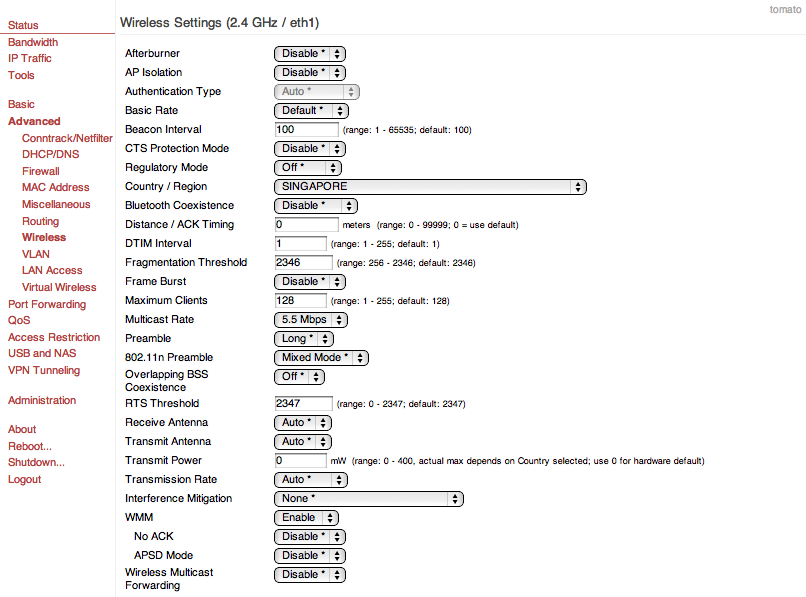 tomato
Status
Bandwidth
IP Traffic
Tools
Basic
Advanced
Conntrack/Netfilter
DHCP/DNS
Firewall
MAC Address
Miscellaneous
Routing
Wireless
VLAN
LAN Access
Virtual Wireless
Port Forwarding
QoS
Access Restriction
USB and NAS
VPN Tunneling
Administration
About
Reboot...
Shutdown...
Logout
Wireless Settings (2.4 GHz / eth1)
Afterburner Disable *
AP Isolation Disable *
Authentication Type Auto *
Basic Rate Default *
Beacon Interval 100 (range: 1 - 65535; default: 100)
CTS Protection Mode Disable *
Regulatory Mode Off *
Country / Region SINGAPORE
Bluetooth Coexistence Disable *
Distance / ACK Timing 0 meters (range: 0 - 99999; 0 = use default)
DTIM Interval 1 (range: 1 - 255; default: 1)
Fragmentation Threshold 2346 (range: 256 - 2346; default: 2346)
Frame Burst Disable *
Maximum Clients 128 (range: 1 - 255; default: 128)
Multicast Rate 5.5 Mbps
Preamble Long *
802.11n Preamble Mixed Mode *
Overlapping BSS
Coexistence Off *
RTS Threshold 2347 (range: 0 - 2347; default: 2347)
Receive Antenna Auto *
Transmit Antenna Auto *
Transmit Power 0 mW (range: 0 - 400, actual max depends on Country selected; use 0 for hardware default)
Transmission Rate Auto *
Interference Mitigation None *
WMM Enable
No ACK Disable *
APSD Mode Disable *
Wireless Multicast
Forwarding Disable *